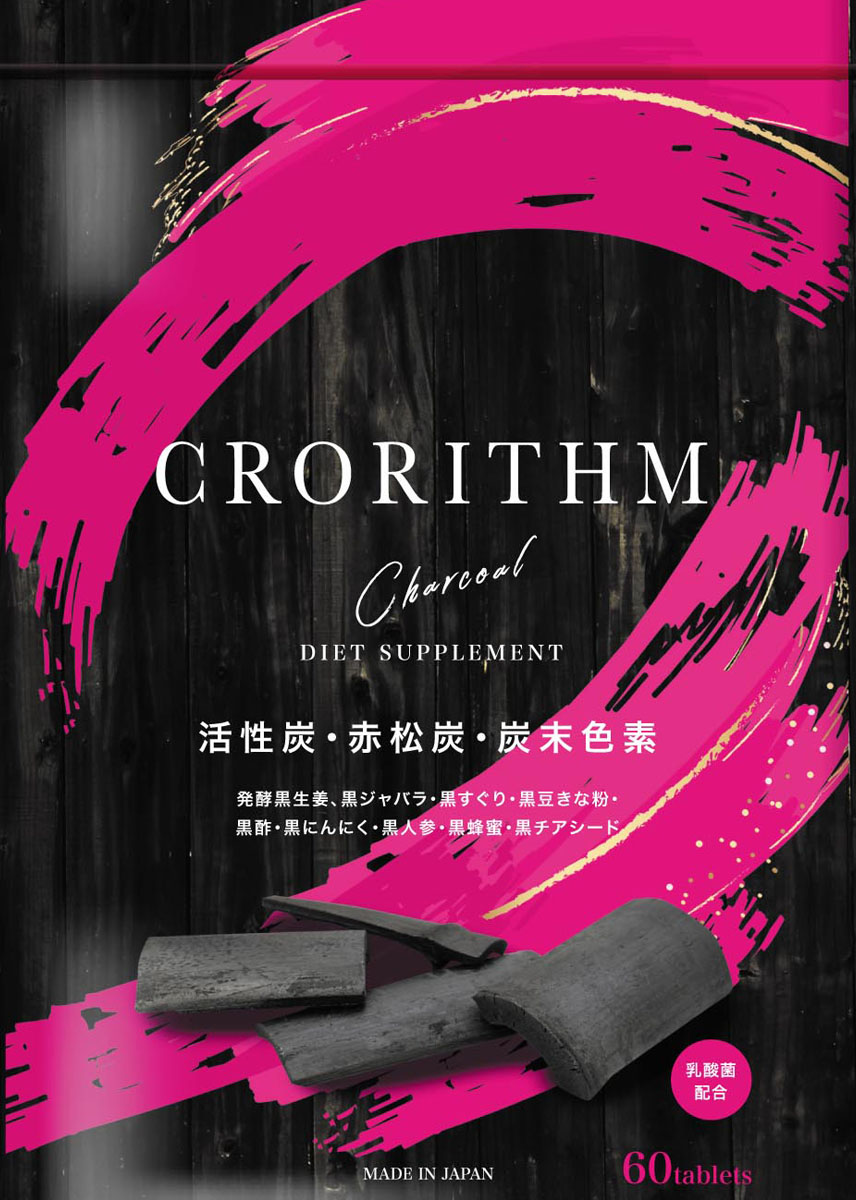 CRORITHM
Charcoal
DIET SUPPLEMENT
活性炭・赤松炭・炭末色素
発酵黒生姜、黒ジャバラ・黒すぐり・黒豆きな粉・
黒酢・黒にんにく・黒人参・黒蜂蜜・黒チアシード
乳酸菌
配合
MADE IN JAPAN
60tablets